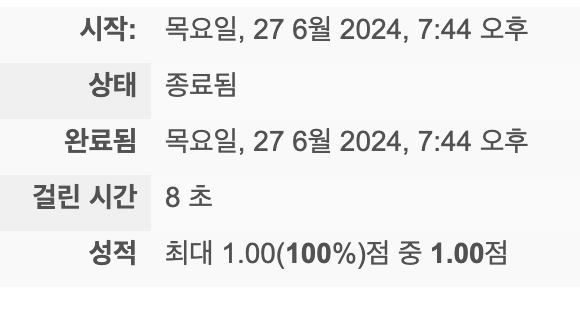 시작: 목요일, 27 6월 2024, 7:44 오후
상태 종료됨
완료됨 목요일, 27 6월 2024, 7:44 오후
걸린 시간 8 초
성적 최대 1.00(100%)점 중 1.00점